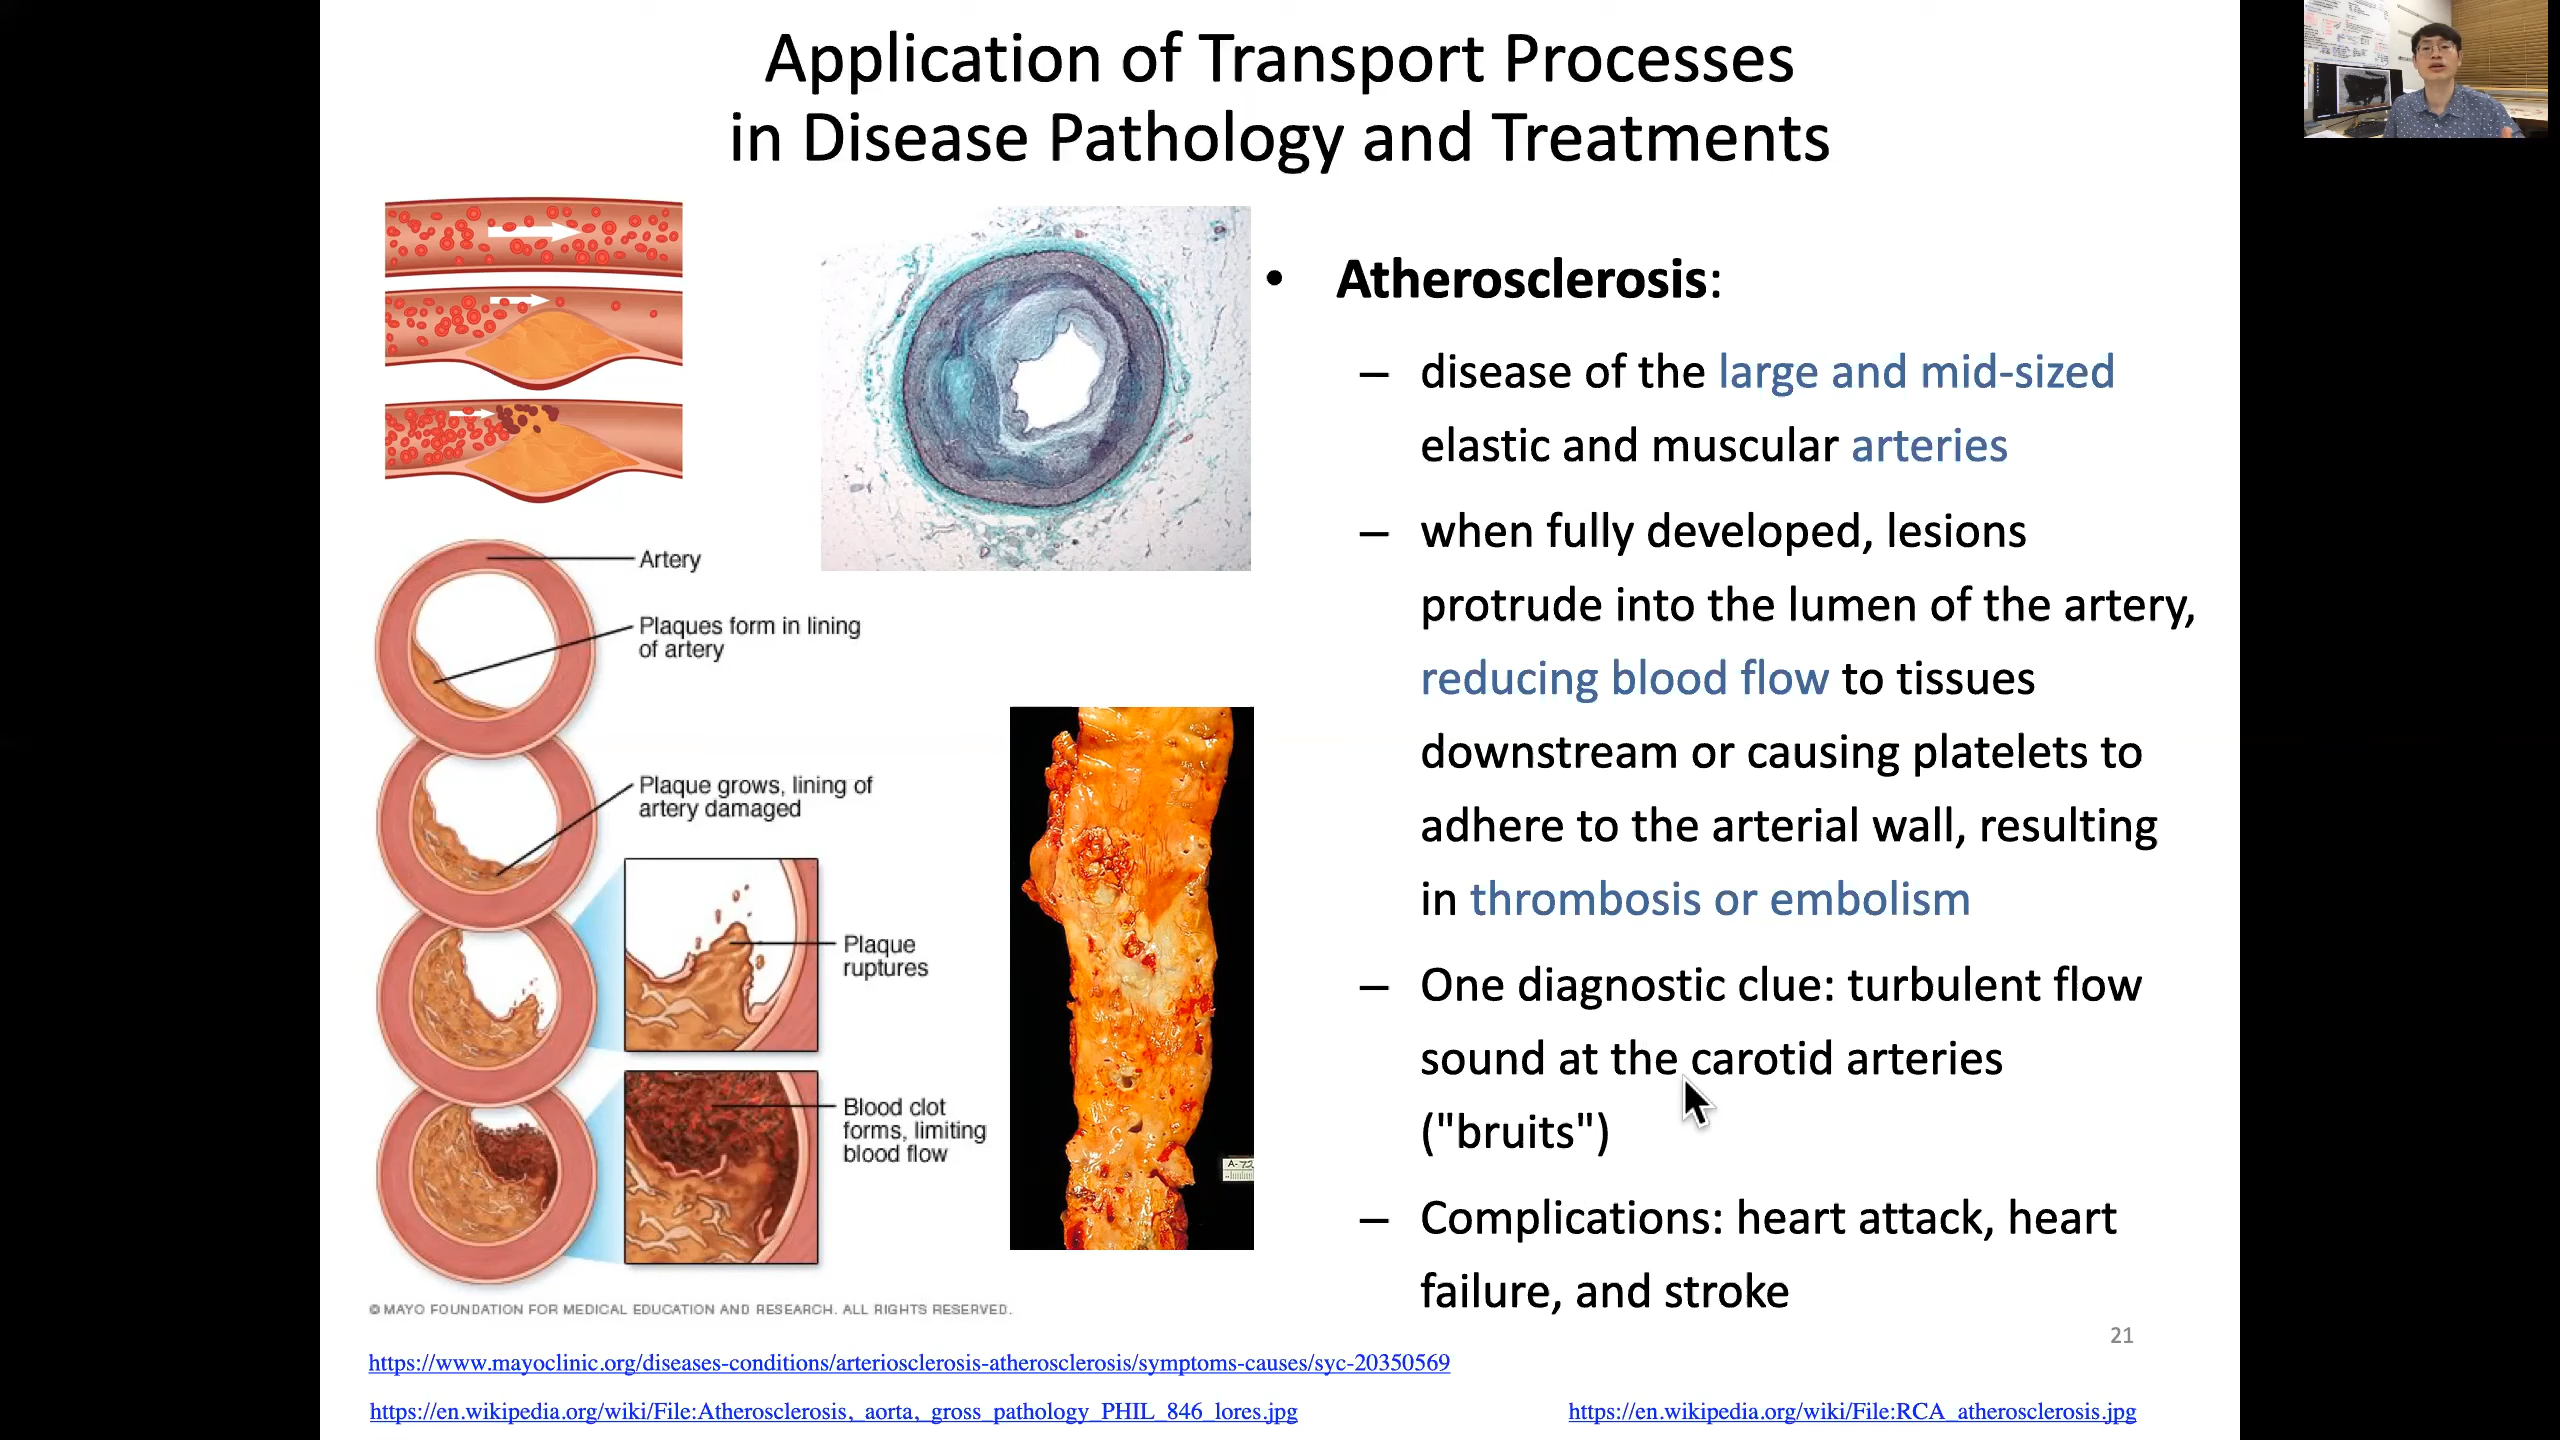 Application of Transport Processes
in Disease Pathology and Treatments
Artery
Plaques form in lining
of artery
Plaque grows, lining of
artery damaged
Plaque
ruptures
Blood clot
forms, limiting
blood flow
© MAYO FOUNDATION FOR MEDICAL EDUCATION AND RESEARCH. ALL RIGHTS RESERVED.
• Atherosclerosis:
– disease of the large and mid-sized
elastic and muscular arteries
– when fully developed, lesions
protrude into the lumen of the artery,
reducing blood flow to tissues
downstream or causing platelets to
adhere to the arterial wall, resulting
in thrombosis or embolism
– One diagnostic clue: turbulent flow
sound at the carotid arteries
("bruits")
– Complications: heart attack, heart
failure, and stroke
21
https://www.mayoclinic.org/diseases-conditions/arteriosclerosis-atherosclerosis/symptoms-causes/syc-20350569
https://en.wikipedia.org/wiki/File:Atherosclerosis,_aorta,_gross_pathology_PHIL_846_lores.jpg
https://en.wikipedia.org/wiki/File:RCA_atherosclerosis.jpg